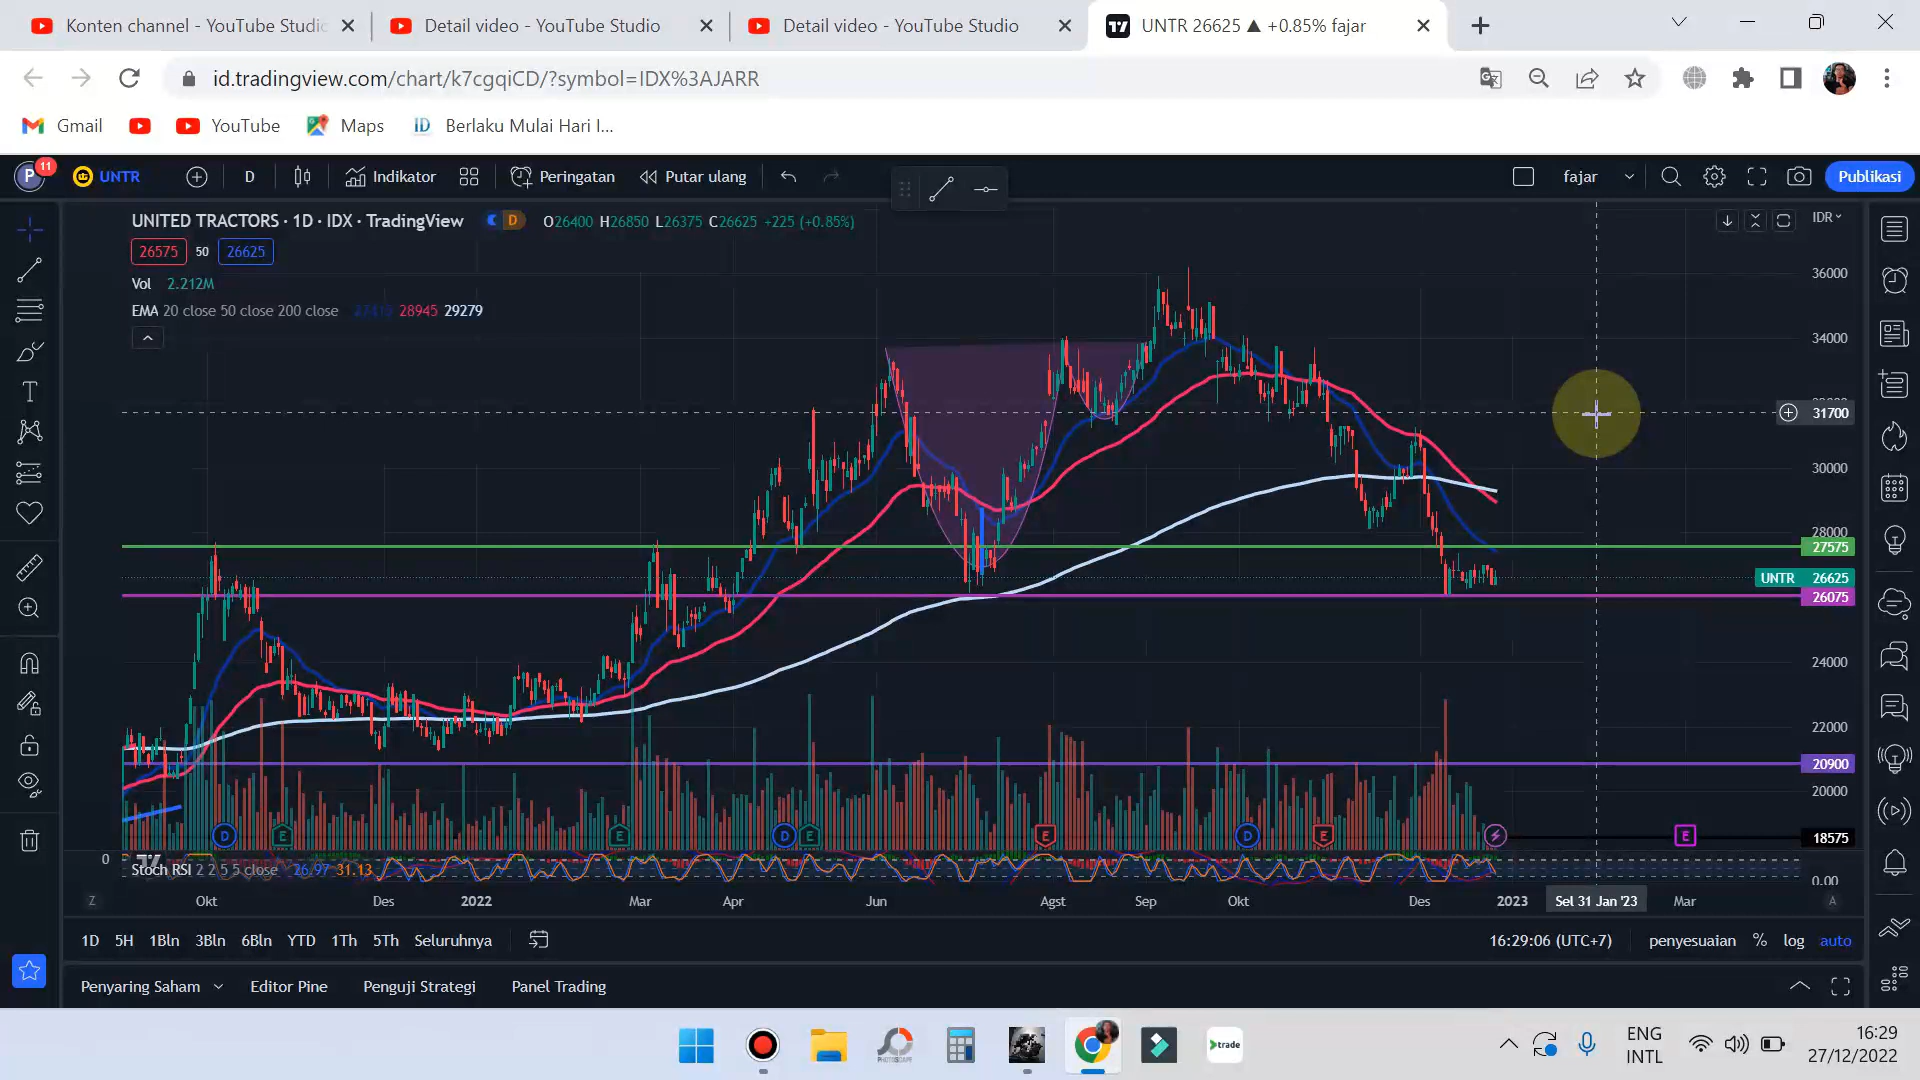 Konten channel - YouTube Studio
Detail video - YouTube Studio
Detail video - YouTube Studio
UNTR 26625 ▲ +0.85% fajar
id.tradingview.com/chart/k7cgqiCD/?symbol=IDX%3AJARR
Gmail
YouTube
Maps
ID Berlaku Mulai Hari I...
P 11
UNTR
D
Indikator
Peringatan
Putar ulang
fajar
Publikasi
UNITED TRACTORS · 1D · IDX · TradingView
D
O26400 H26850 L26375 C26625 +225 (+0.85%)
IDR
26575 50 26625
Vol 2.212M
EMA 20 close 50 close 200 close 28945 29279
36000
34000
31700
30000
28000
27575
UNTR 26625
26075
24000
22000
20900
20000
18575
D E E D E E D E E
0
Stoch RSI 2 2 5 5 close 26.97 31.13
0.00
Z Okt Des 2022 Mar Apr Jun Agst Sep Okt Des 2023 Sel 31 Jan '23 Mar A
1D 5H 1Bln 3Bln 6Bln YTD 1Th 5Th Seluruhnya
16:29:06 (UTC+7) penyesuaian % log auto
Penyaring Saham Editor Pine Penguji Strategi Panel Trading
PHOTOSCAPE
trade
ENG
INTL
16:29
27/12/2022